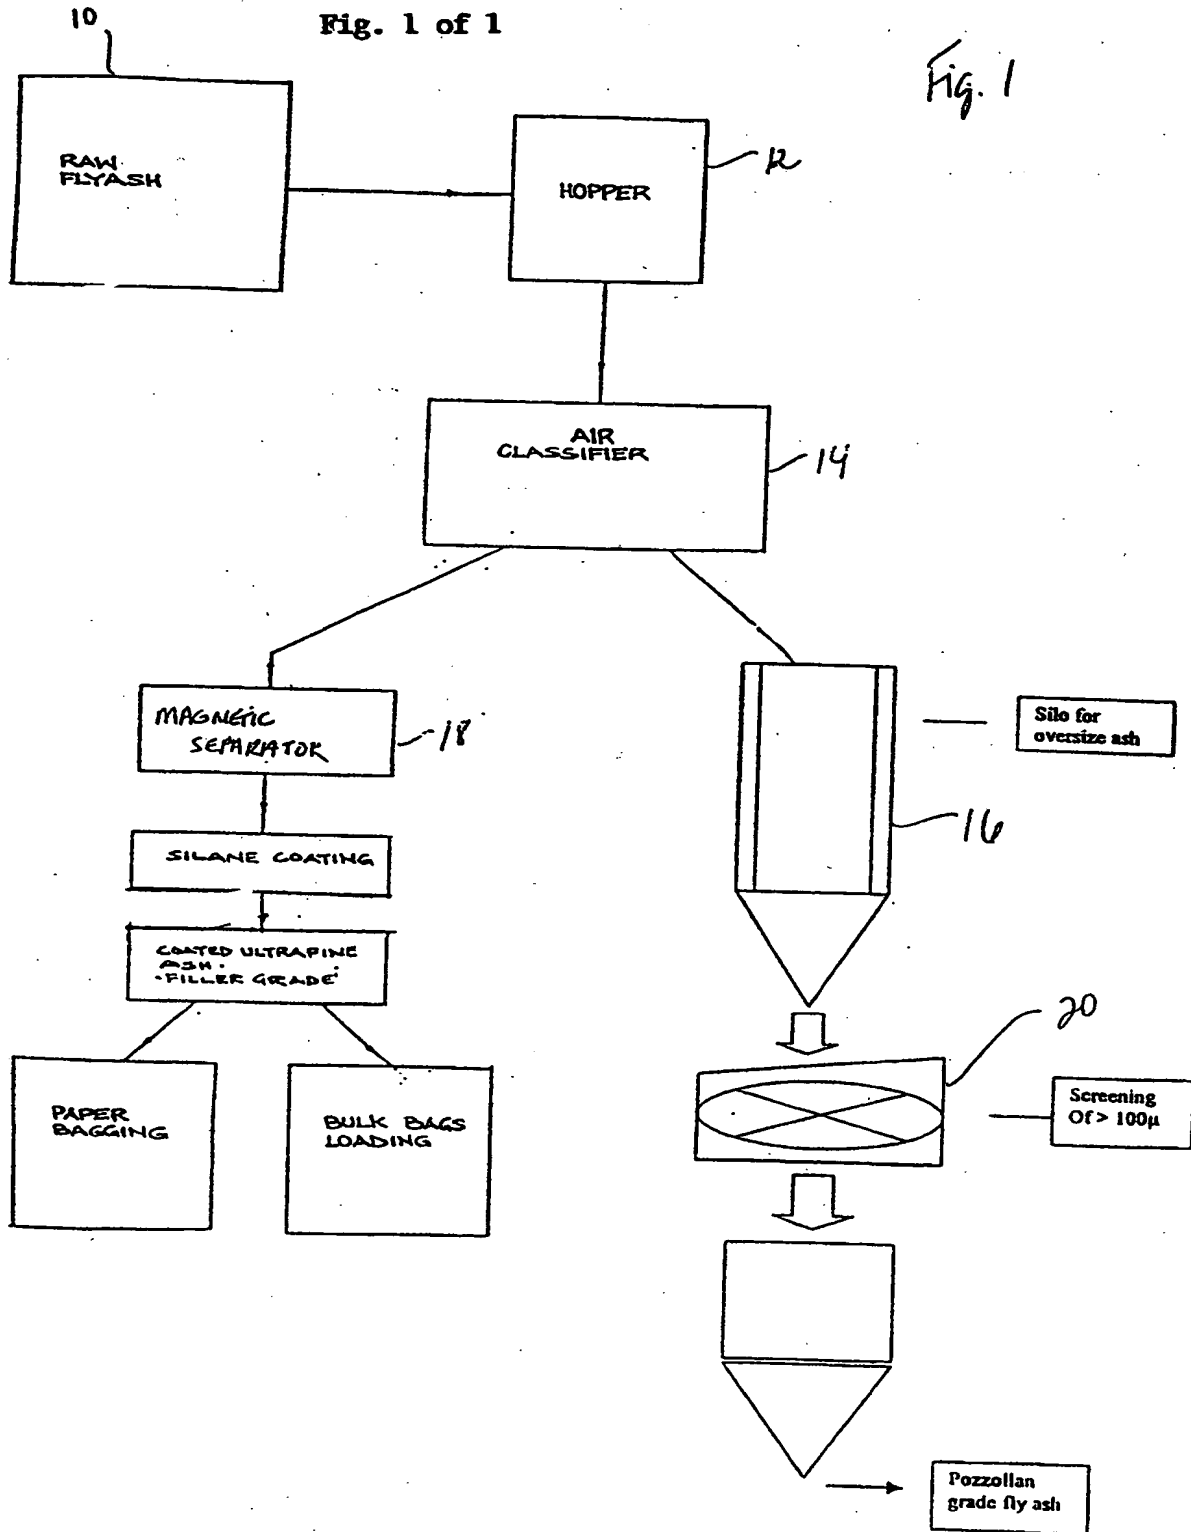 10
Fig. 1 of 1
Fig. 1
RAW
FLYASH
HOPPER
12
AIR
CLASSIFIER
14
MAGNETIC
SEPARATOR
18
Silo for
oversize ash
16
SILANE COATING
COATED ULTRAFINE
ASH.
.FILLER GRADE
20
Screening
Of > 100µ
PAPER
BAGGING
BULK BAGS
LOADING
Pozzollan
grade fly ash